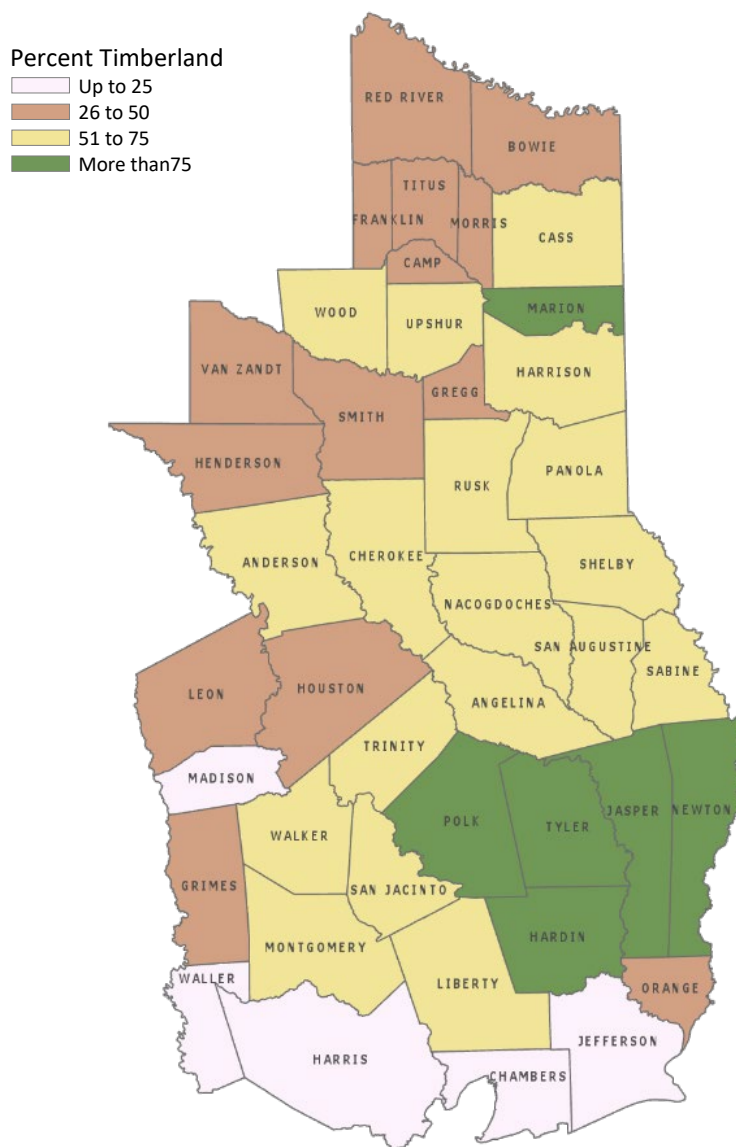 Percent Timberland
Up to 25
26 to 50
51 to 75
More than75
RED RIVER
BOWIE
TITUS
FRANKLIN
MORRIS
CASS
CAMP
MARION
WOOD
UPSHUR
VAN ZANDT
HARRISON
GREGG
SMITH
HENDERSON
PANOLA
RUSK
CHEROKEE
ANDERSON
SHELBY
NACOGDOCHES
SAN AUGUSTINE
SABINE
LEON
HOUSTON
ANGELINA
TRINITY
MADISON
JASPER
NEWTON
POLK
TYLER
WALKER
GRIMES
SAN JACINTO
MONTGOMERY
HARDIN
WALLER
LIBERTY
ORANGE
JEFFERSON
HARRIS
CHAMBERS